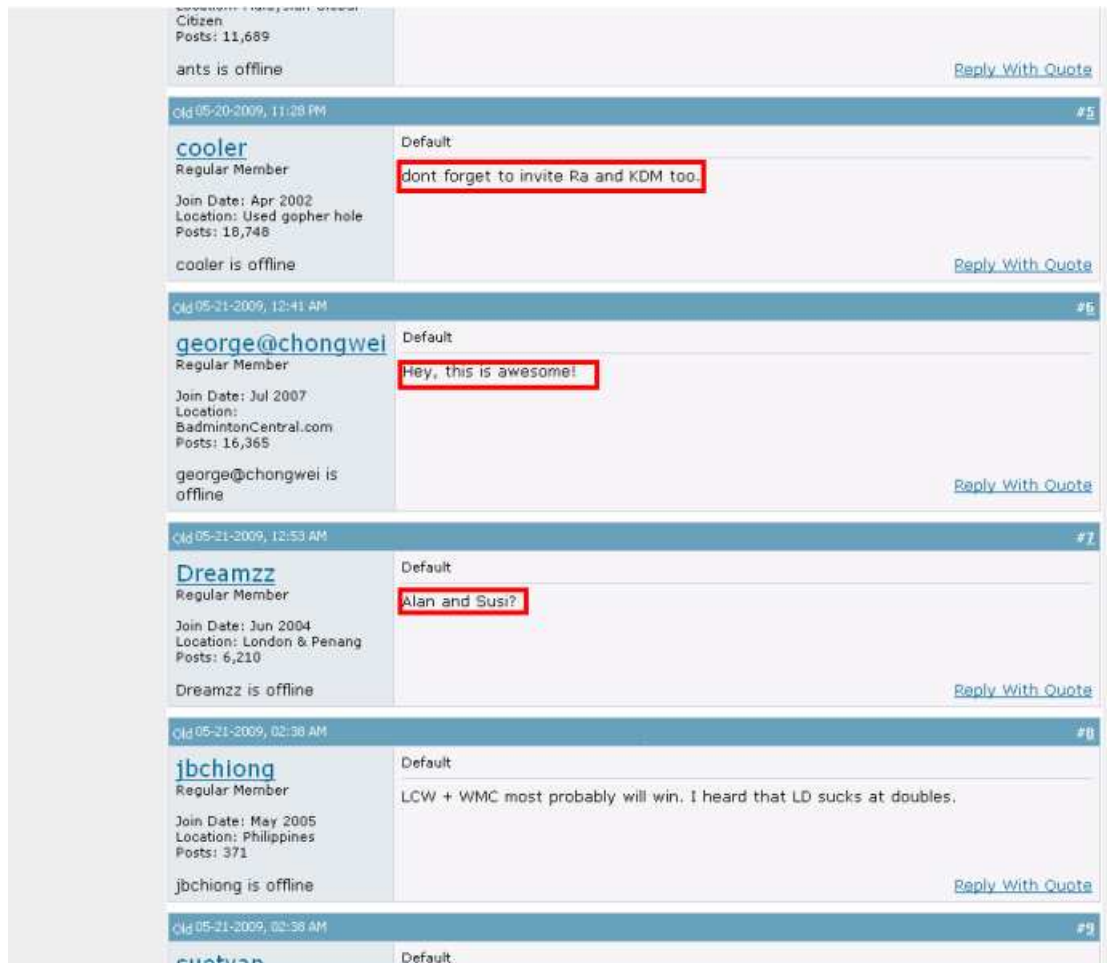 Citizen
Posts: 11,689
ants is offline
Reply With Quote
Old 05-20-2009, 11:28 PM
#5
cooler
Regular Member
Join Date: Apr 2002
Location: Used gopher hole
Posts: 18,748
cooler is offline
Default
dont forget to invite Ra and KDM too.
Reply With Quote
Old 05-21-2009, 12:41 AM
#6
george@chongwei
Regular Member
Join Date: Jul 2007
Location:
BadmintonCentral.com
Posts: 16,365
george@chongwei is
offline
Default
Hey, this is awesome!
Reply With Quote
Old 05-21-2009, 12:53 AM
#7
Dreamzz
Regular Member
Join Date: Jun 2004
Location: London & Penang
Posts: 6,210
Dreamzz is offline
Default
Alan and Susi?
Reply With Quote
Old 05-21-2009, 02:38 AM
#8
jbchiong
Regular Member
Join Date: May 2005
Location: Philippines
Posts: 371
jbchiong is offline
Default
LCW + WMC most probably will win. I heard that LD sucks at doubles.
Reply With Quote
Old 05-21-2009, 02:38 AM
#9
Default